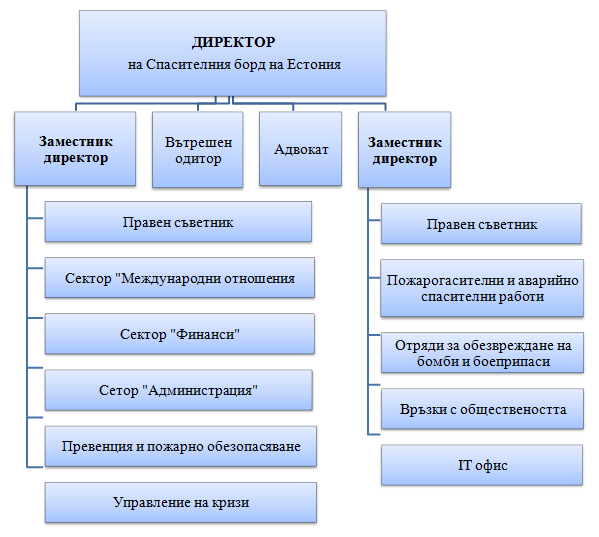 ДИРЕКТОР
на Спасителния борд на Естония
Заместник
директор
Вътрешен
одитор
Адвокат
Заместник
директор
Правен съветник
Сектор "Международни отношения
Сектор "Финанси"
Сетор "Администрация"
Превенция и пожарно обезопасяване
Управление на кризи
Правен съветник
Пожарогасителни и аварийно
спасителни работи
Отряди за обезвреждане на
бомби и боеприпаси
Връзки с обществеността
IT офис